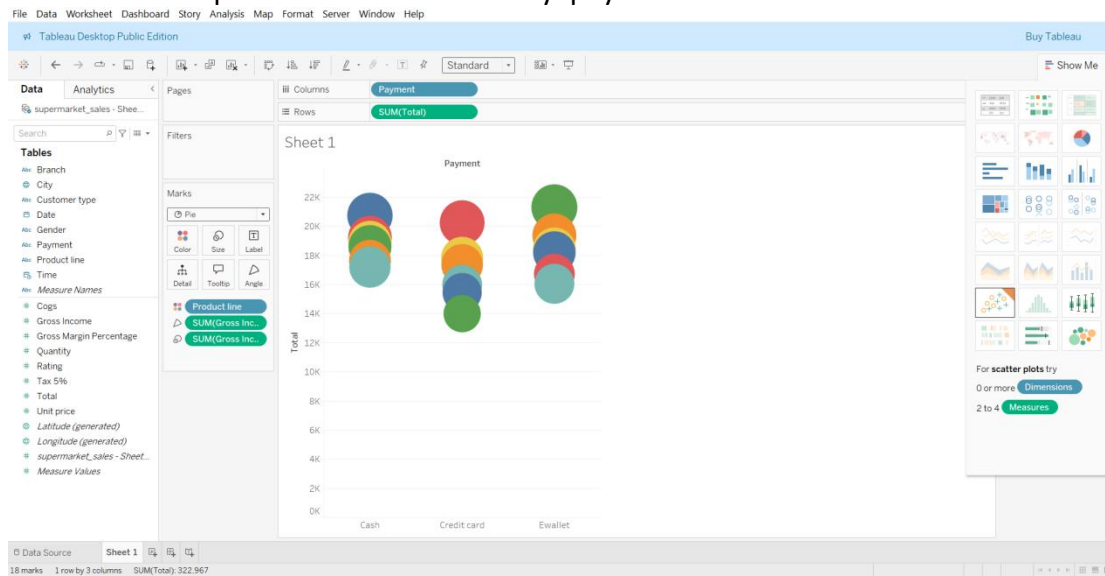 File Data Worksheet Dashboard Story Analysis Map Format Server Window Help
Tableau Desktop Public Edition
Buy Tableau
Standard
Show Me
Data
Analytics
Pages
Columns
Payment
supermarket_sales - Shee...
Rows
SUM(Total)
Search
Filters
Sheet 1
Tables
Payment
Abc Branch
City
Abc Customer type
Marks
Date
Pie
Abc Gender
Abc Payment
Color
Size
Label
Abc Product line
Time
Detail
Tooltip
Angle
Abc Measure Names
Cogs
Product line
Gross Income
SUM(Gross Inc..
Gross Margin Percentage
SUM(Gross Inc..
Quantity
Rating
Tax 5%
Total
Unit price
Latitude (generated)
Longitude (generated)
supermarket_sales - Sheet...
Measure Values
Total
22K
20K
18K
16K
14K
12K
10K
8K
6K
4K
2K
0K
Cash
Credit card
Ewallet
For scatter plots try
0 or more Dimensions
2 to 4 Measures
Data Source
Sheet 1
18 marks 1 row by 3 columns SUM(Total): 322,967